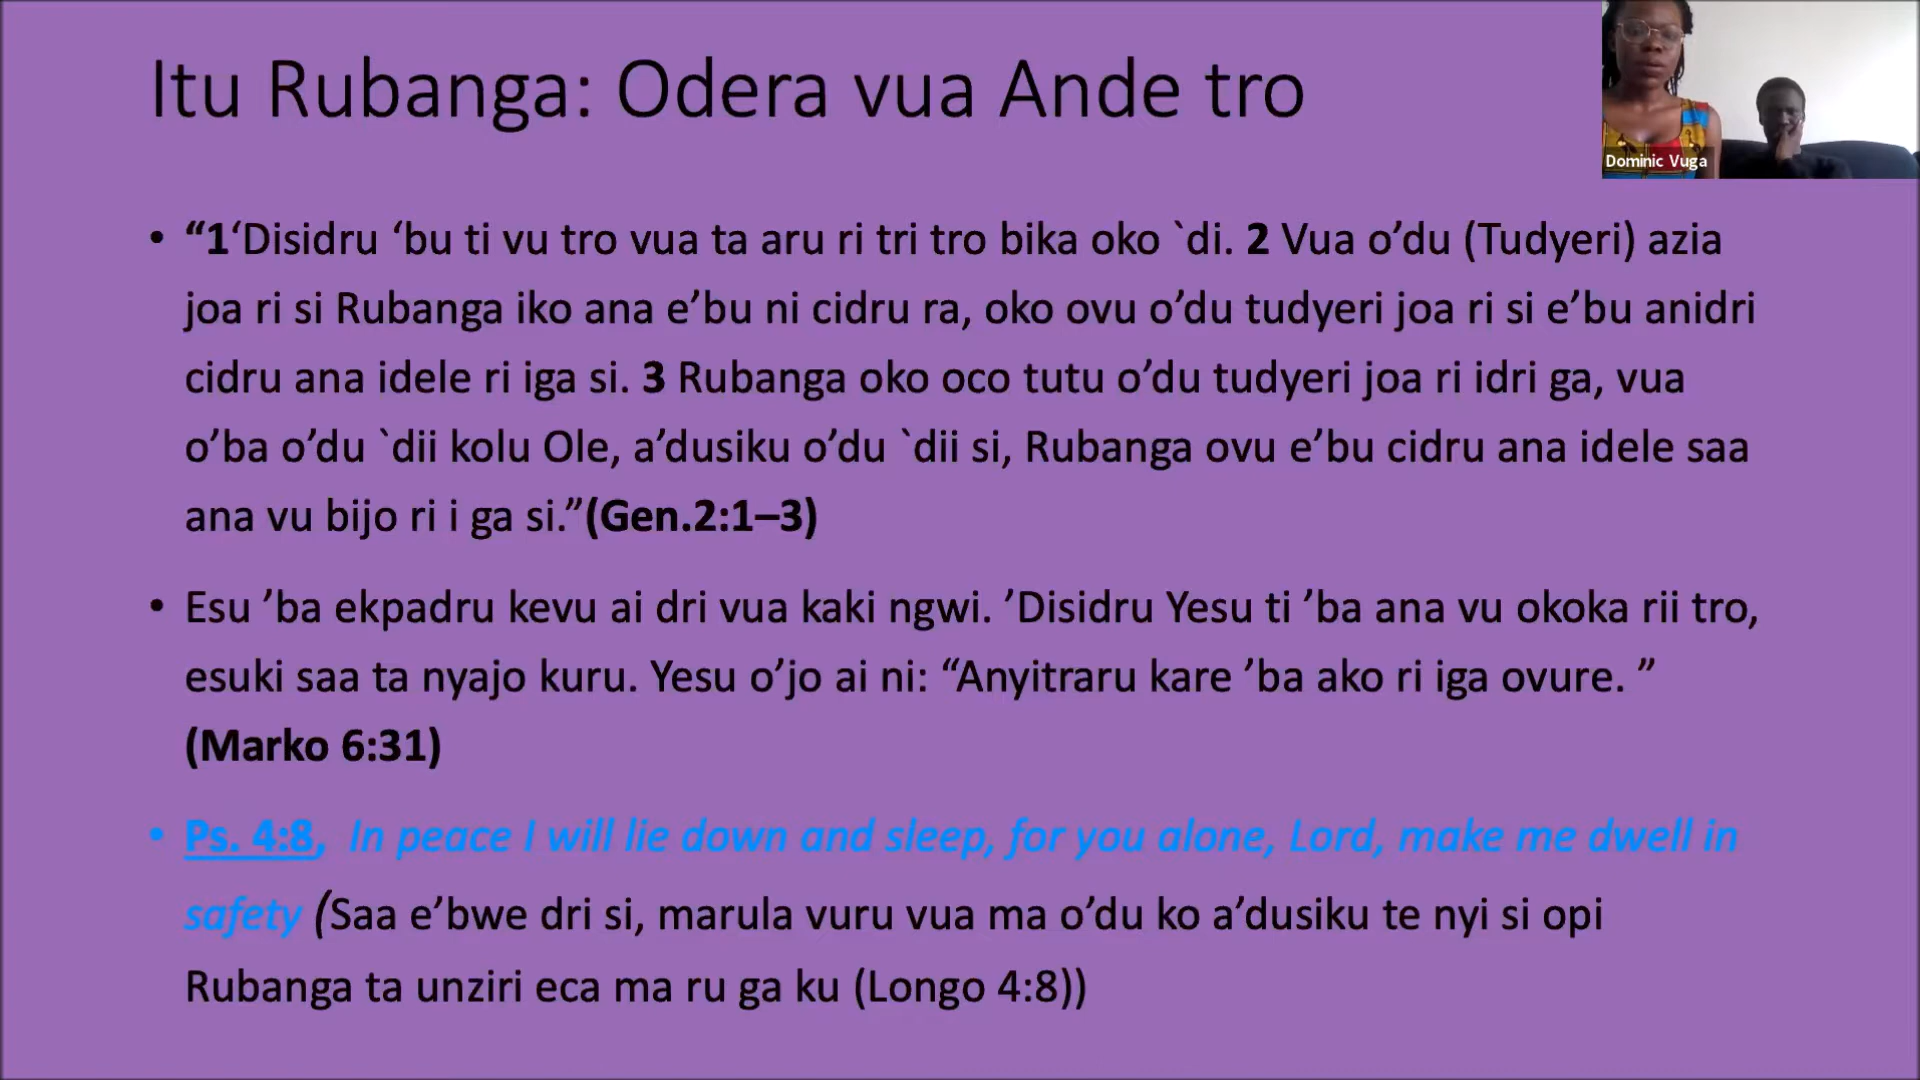 Itu Rubanga: Odera vua Ande tro
Dominic Vuga
• “1‘Disidru ‘bu ti vu tro vua ta aru ri tri tro bika oko `di. 2 Vua o’du (Tudyeri) azia
joa ri si Rubanga iko ana e’bu ni cidru ra, oko ovu o’du tudyeri joa ri si e’bu anidri
cidru ana idele ri iga si. 3 Rubanga oko oco tutu o’du tudyeri joa ri idri ga, vua
o’ba o’du `dii kolu Ole, a’dusiku o’du `dii si, Rubanga ovu e’bu cidru ana idele saa
ana vu bijo ri i ga si.”(Gen.2:1–3)
• Esu ’ba ekpadru kevu ai dri vua kaki ngwi. ’Disidru Yesu ti ’ba ana vu okoka rii tro,
esuki saa ta nyajo kuru. Yesu o’jo ai ni: “Anyitraru kare ’ba ako ri iga ovure. ”
(Marko 6:31)
• Ps. 4:8, In peace I will lie down and sleep, for you alone, Lord, make me dwell in
safety (Saa e’bwe dri si, marula vuru vua ma o’du ko a’dusiku te nyi si opi
Rubanga ta unziri eca ma ru ga ku (Longo 4:8))